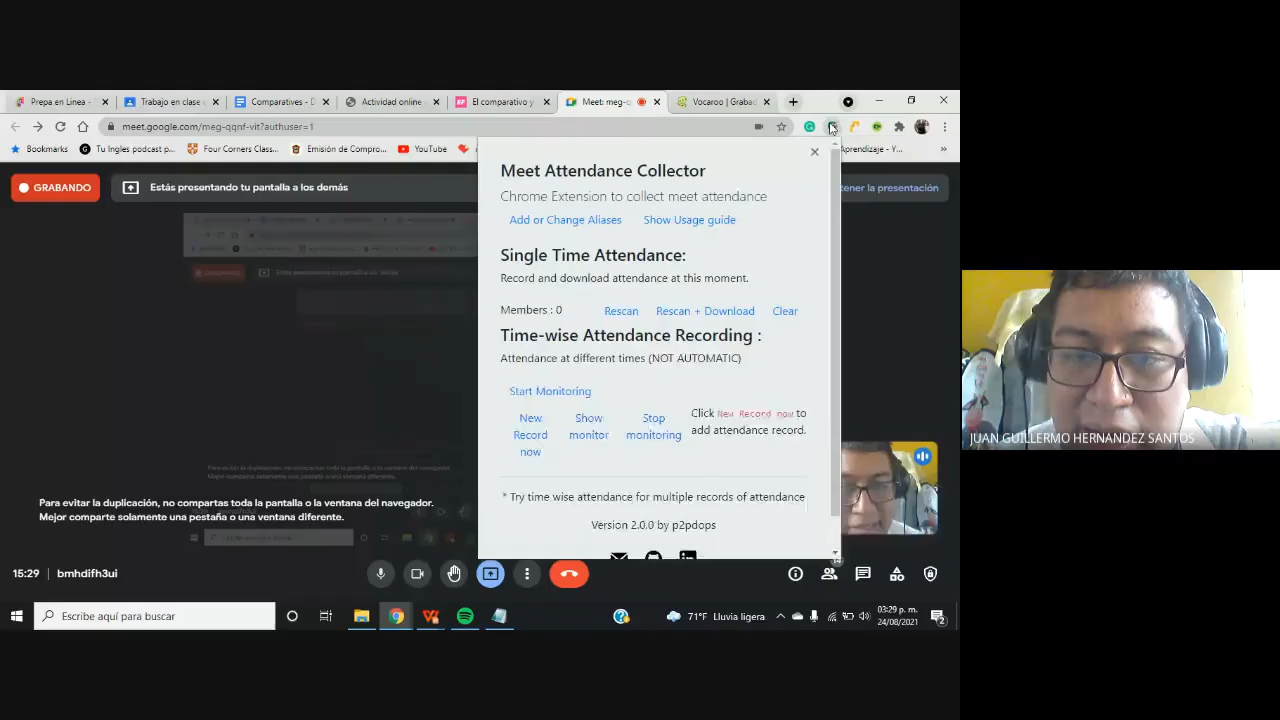 Prepa en Linea -
Trabajo en clase
Comparatives - D
Actividad online
El comparativo y
Meet: meg-q
Vocaroo | Grabad
meet.google.com/meg-qqnf-vit?authuser=1
Bookmarks
Tu Ingles podcast p...
Four Corners Class...
Emisión de Compro...
YouTube
Aprendizaje - Y...
GRABANDO
Estás presentando tu pantalla a los demás
tener la presentación
Meet Attendance Collector
Chrome Extension to collect meet attendance
Add or Change Aliases
Show Usage guide
Single Time Attendance:
Record and download attendance at this moment.
Members : 0
Rescan
Rescan + Download
Clear
Time-wise Attendance Recording :
Attendance at different times (NOT AUTOMATIC)
Start Monitoring
New
Record
now
Show
monitor
Stop
monitoring
Click New Record now to
add attendance record.
* Try time wise attendance for multiple records of attendance
Version 2.0.0 by p2pdops
Para evitar la duplicación, no compartas toda la pantalla o la ventana del navegador.
Mejor comparte solamente una pestaña o una ventana diferente.
15:29 | bmhdifh3ui
Escribe aquí para buscar
71°F Lluvia ligera
03:29 p. m.
24/08/2021
2
JUAN GUILLERMO HERNANDEZ SANTOS